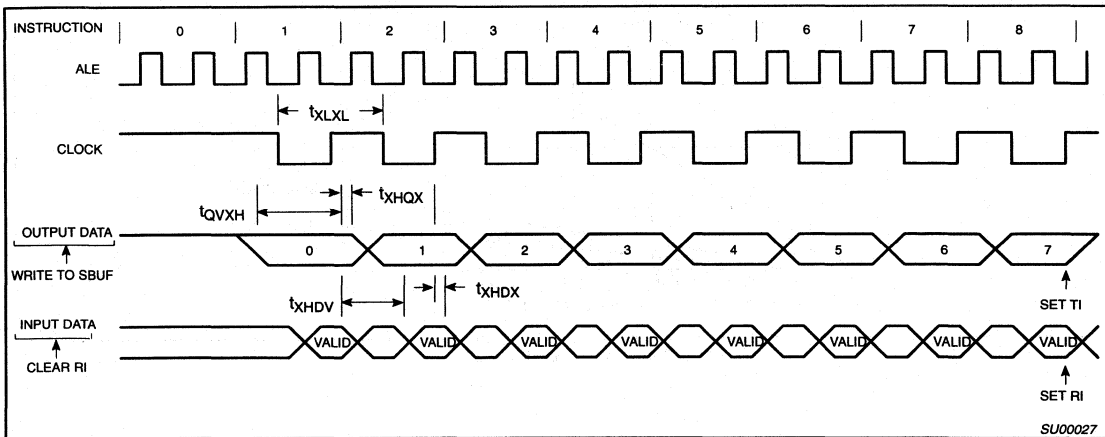 INSTRUCTION 0 1 2 3 4 5 6 7 8
ALE
tXLXL
CLOCK
tXHQX
tQVXH
OUTPUT DATA 0 1 2 3 4 5 6 7
WRITE TO SBUF
tXHDV tXHDX
SET TI
INPUT DATA VALID VALID VALID VALID VALID VALID VALID VALID
CLEAR RI
SET RI
SU00027